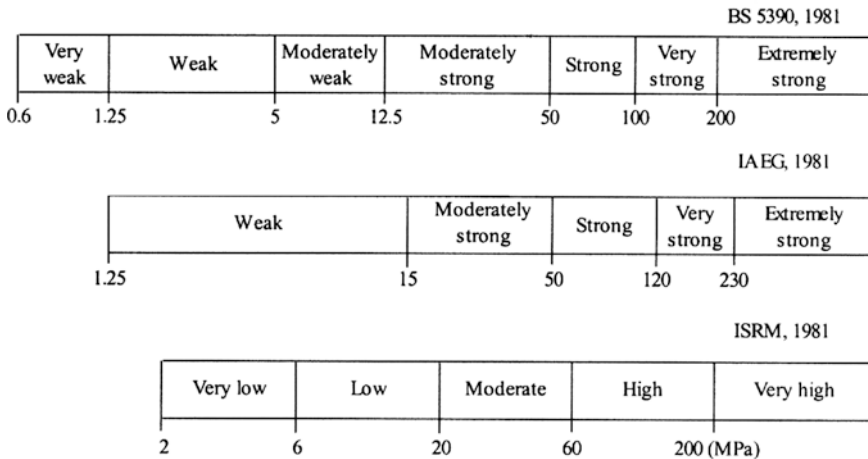 BS 5390, 1981
Very weak Weak Moderately weak Moderately strong Strong Very strong Extremely strong
0.6 1.25 5 12.5 50 100 200
IAEG, 1981
Weak Moderately strong Strong Very strong Extremely strong
1.25 15 50 120 230
ISRM, 1981
Very low Low Moderate High Very high
2 6 20 60 200 (MPa)